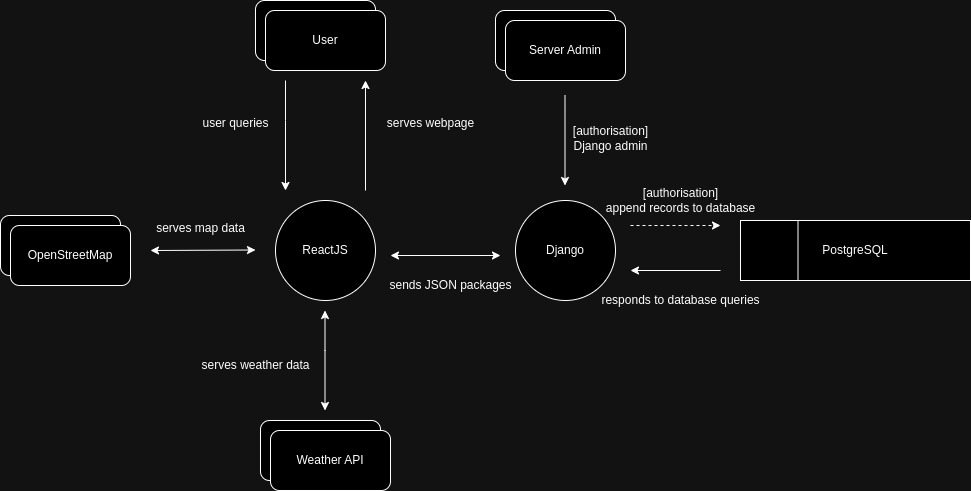 User
Server Admin
user queries
serves webpage
[authorisation]
Django admin
[authorisation]
append records to database
serves map data
OpenStreetMap
ReactJS
Django
PostgreSQL
sends JSON packages
responds to database queries
serves weather data
Weather API